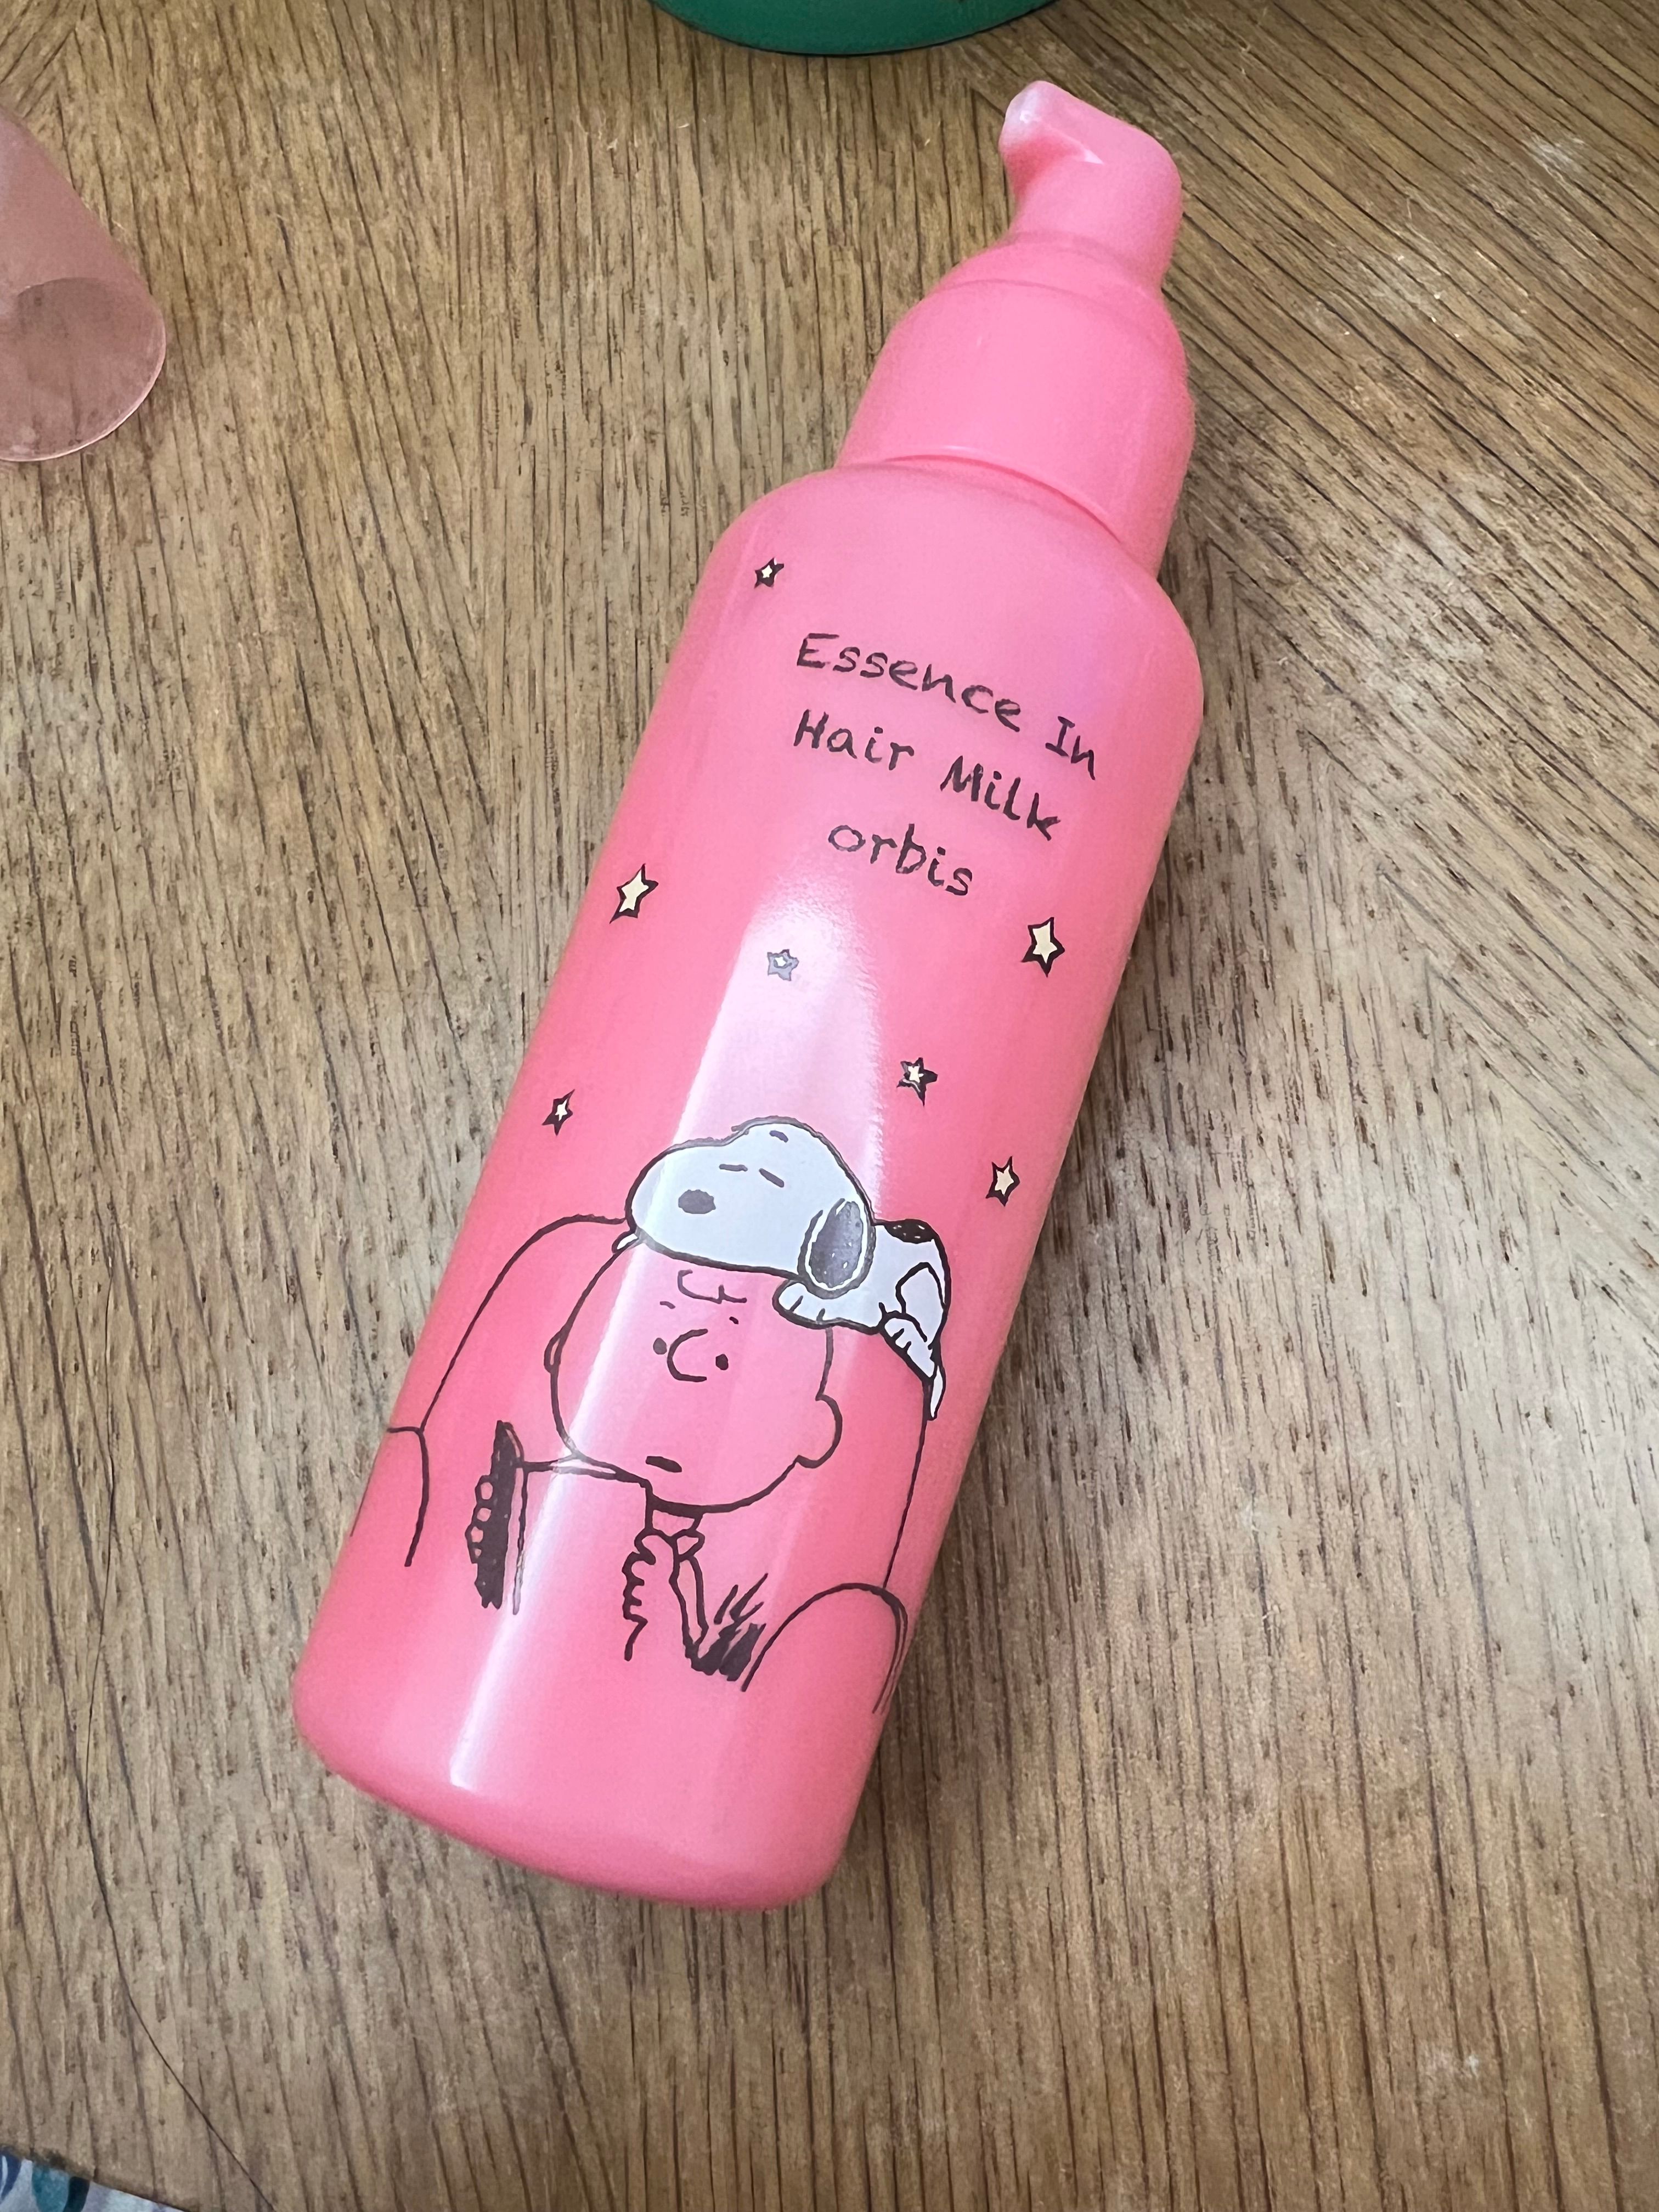 Essence In
Hair Milk
orbis